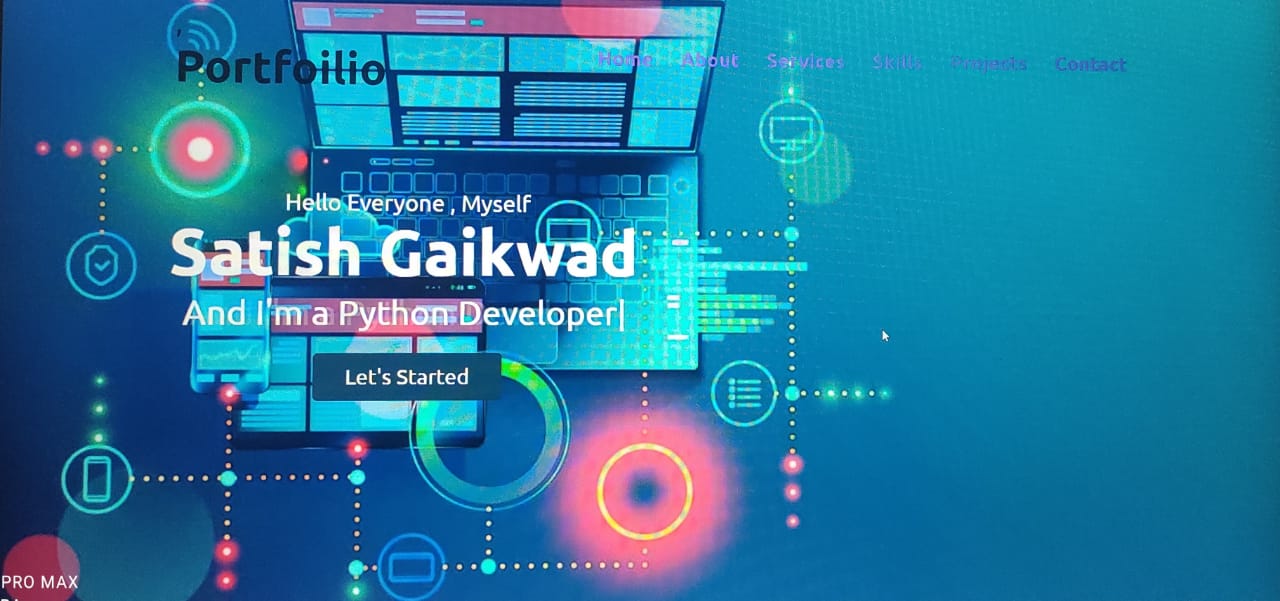 ,
Portfoilio
Home About Services Skills Projects Contact
Hello Everyone , Myself
Satish Gaikwad
And I'm a Python Developer|
Let's Started
PRO MAX